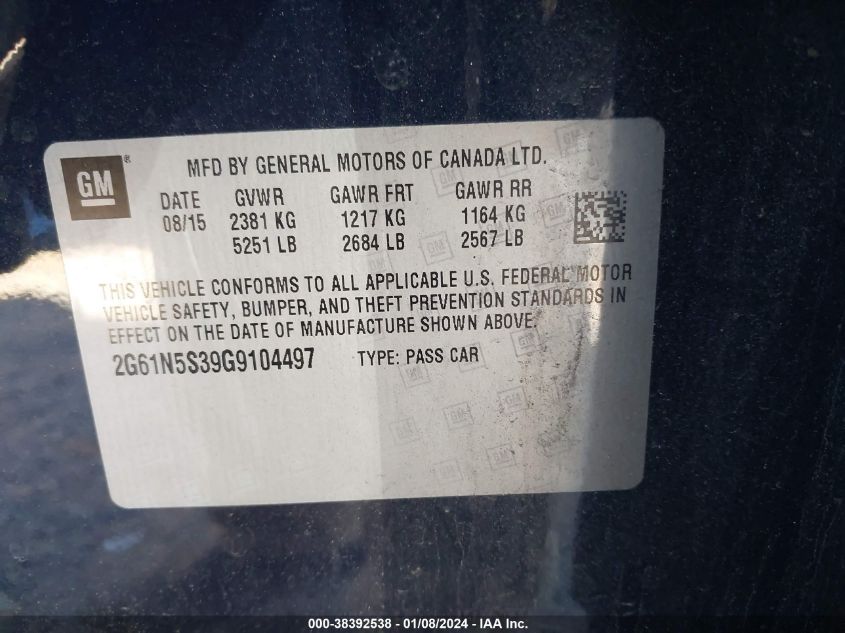 GM®
MFD BY GENERAL MOTORS OF CANADA LTD.
DATE GVWR GAWR FRT GAWR RR
08/15 2381 KG 1217 KG 1164 KG
5251 LB 2684 LB 2567 LB
THIS VEHICLE CONFORMS TO ALL APPLICABLE U.S. FEDERAL MOTOR
VEHICLE SAFETY, BUMPER, AND THEFT PREVENTION STANDARDS IN
EFFECT ON THE DATE OF MANUFACTURE SHOWN ABOVE.
2G61N5S39G9104497 TYPE: PASS CAR
000-38392538 - 01/08/2024 - IAA Inc.